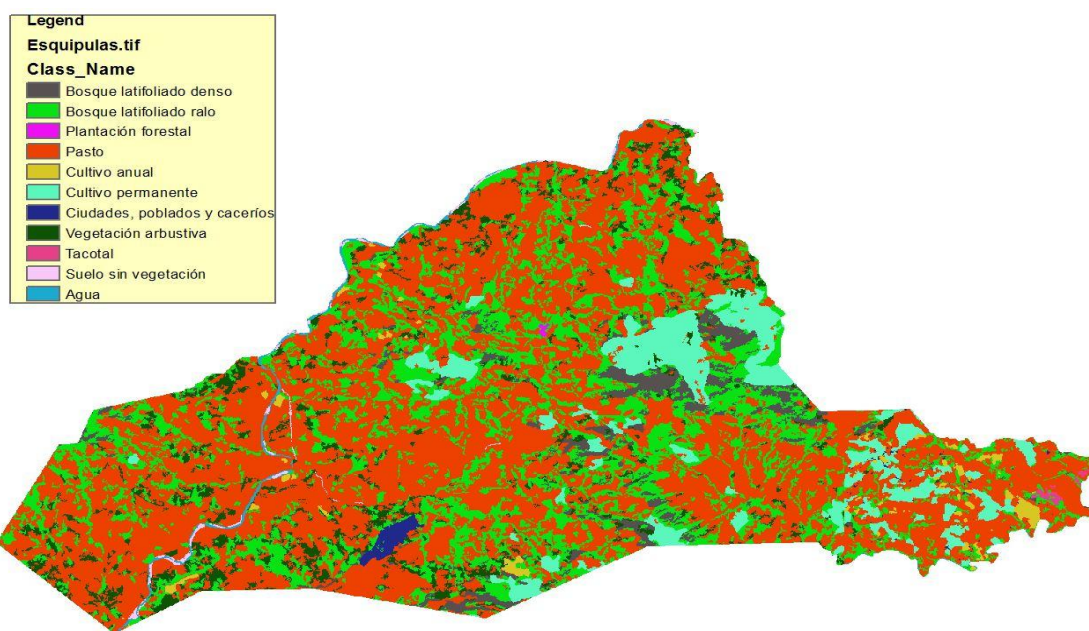 Legend
Esquipulas.tif
Class_Name
Bosque latifoliado denso
Bosque latifoliado ralo
Plantación forestal
Pasto
Cultivo anual
Cultivo permanente
Ciudades, poblados y caceríos
Vegetación arbustiva
Tacotal
Suelo sin vegetación
Agua